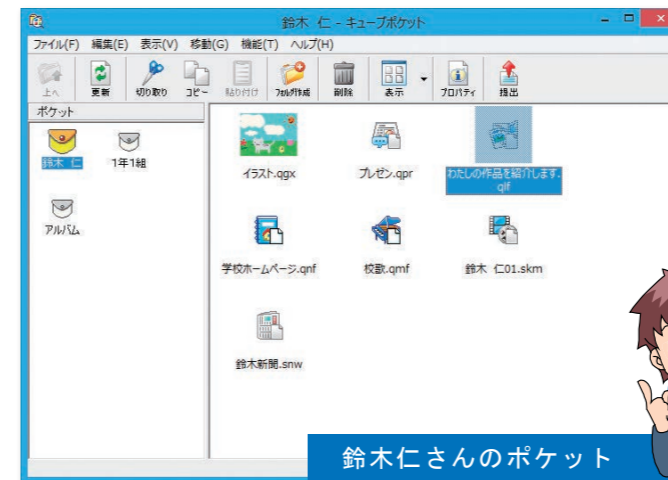 鈴木 仁 - キューブポケット
ファイル(F) 編集(E) 表示(V) 移動(G) 機能(T) ヘルプ(H)
上へ 更新 切り取り コピー 貼り付け フォルダ作成 削除 表示 プロパティ 提出
ポケット
鈴木 仁 1年1組
アルバム
イラスト.qgx プレゼン.qpr わたしの作品を紹介します.
qlf
学校ホームページ.qnf 校歌.qmf 鈴木 仁01.skm
鈴木新聞.snw
鈴木仁さんのポケット